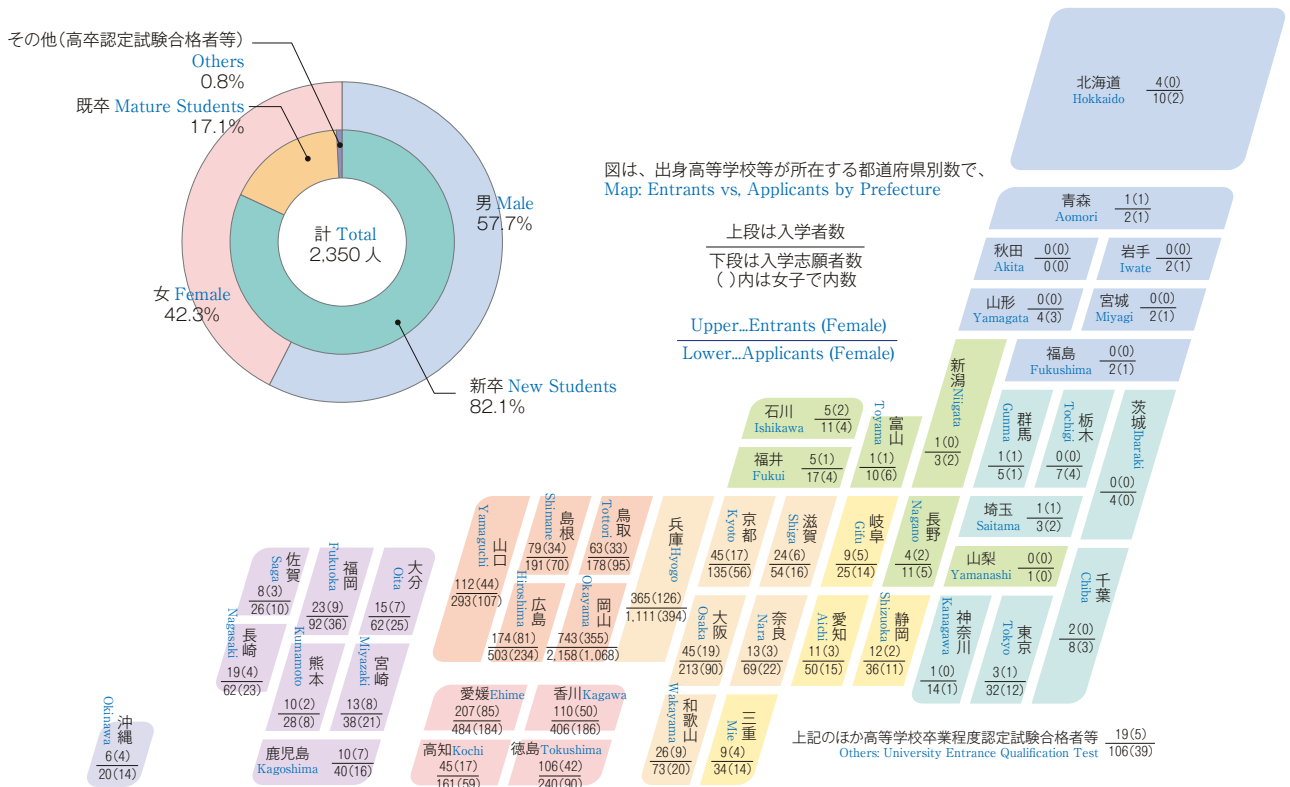 その他(高卒認定試験合格者等)
Others
0.8%
既卒 Mature Students
17.1%
男 Male
57.7%
計 Total
2,350 人
女 Female
42.3%
新卒 New Students
82.1%
図は、出身高等学校等が所在する都道府県別数で、
Map: Entrants vs, Applicants by Prefecture
上段は入学者数
下段は入学志願者数
( )内は女子で内数
Upper...Entrants (Female)
Lower...Applicants (Female)
北海道
Hokkaido
4(0)
10(2)
青森
Aomori
1(1)
2(1)
秋田
Akita
0(0)
0(0)
岩手
Iwate
0(0)
2(1)
山形
Yamagata
0(0)
4(3)
宮城
Miyagi
0(0)
2(1)
福島
Fukushima
0(0)
2(1)
新潟
Niigata
1(0)
3(2)
群馬
Gunma
1(1)
5(1)
栃木
Tochigi
0(0)
7(4)
茨城
Ibaraki
0(0)
4(0)
石川
Ishikawa
5(2)
11(4)
富山
Toyama
1(1)
10(6)
福井
Fukui
5(1)
17(4)
埼玉
Saitama
1(1)
3(2)
山梨
Yamanashi
0(0)
1(0)
千葉
Chiba
2(0)
8(3)
神奈川
Kanagawa
1(0)
14(1)
東京
Tokyo
3(1)
32(12)
長野
Nagano
4(2)
11(5)
岐阜
Gifu
9(5)
25(14)
静岡
Shizuoka
12(2)
36(11)
愛知
Aichi
11(3)
50(15)
三重
Mie
9(4)
34(14)
滋賀
Shiga
24(6)
54(16)
京都
Kyoto
45(17)
135(56)
奈良
Nara
13(3)
69(22)
大阪
Osaka
45(19)
213(90)
和歌山
Wakayama
26(9)
73(20)
兵庫
Hyogo
365(126)
1,111(394)
鳥取
Tottori
63(33)
178(95)
島根
Shimane
79(34)
191(70)
岡山
Okayama
743(355)
2,158(1,068)
広島
Hiroshima
174(81)
503(234)
山口
Yamaguchi
112(44)
293(107)
愛媛 Ehime
207(85)
484(184)
香川 Kagawa
110(50)
406(186)
高知 Kochi
45(17)
161(59)
徳島 Tokushima
106(42)
240(90)
佐賀
Saga
8(3)
26(10)
福岡
Fukuoka
23(9)
92(36)
大分
Oita
15(7)
62(25)
長崎
Nagasaki
19(4)
62(23)
熊本
Kumamoto
10(2)
28(8)
宮崎
Miyazaki
13(8)
38(21)
鹿児島
Kagoshima
10(7)
40(16)
沖縄
Okinawa
6(4)
20(14)
上記のほか高等学校卒業程度認定試験合格者等
Others: University Entrance Qualification Test
19(5)
106(39)